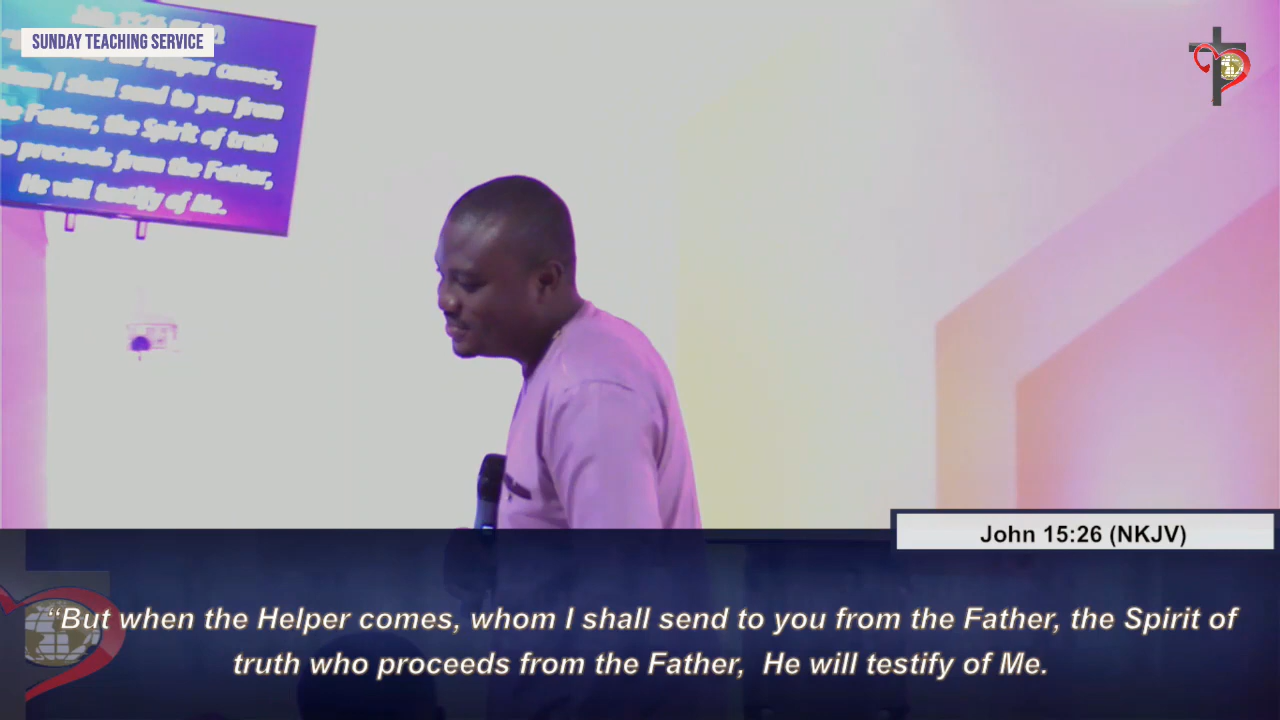 SUNDAY TEACHING SERVICE
Helper comes,
I shall send to you from
Father, the Spirit of truth
proceeds from the Father,
He will testify of Me.
John 15:26 (NKJV)
“But when the Helper comes, whom I shall send to you from the Father, the Spirit of
truth who proceeds from the Father, He will testify of Me.